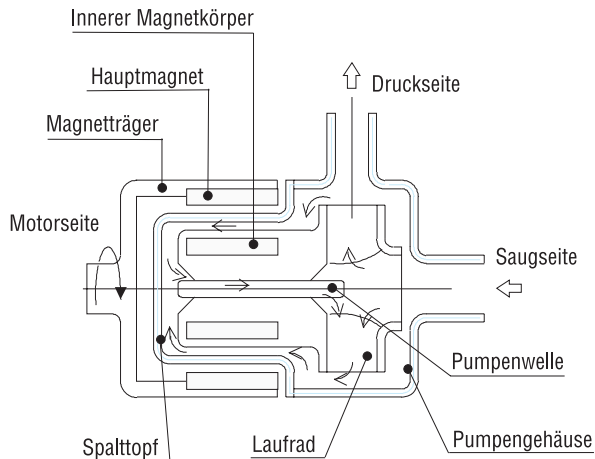 Innerer Magnetkörper
Hauptmagnet
Druckseite
Magnetträger
Motorseite
Saugseite
Pumpenwelle
Spalttopf
Laufrad
Pumpengehäuse